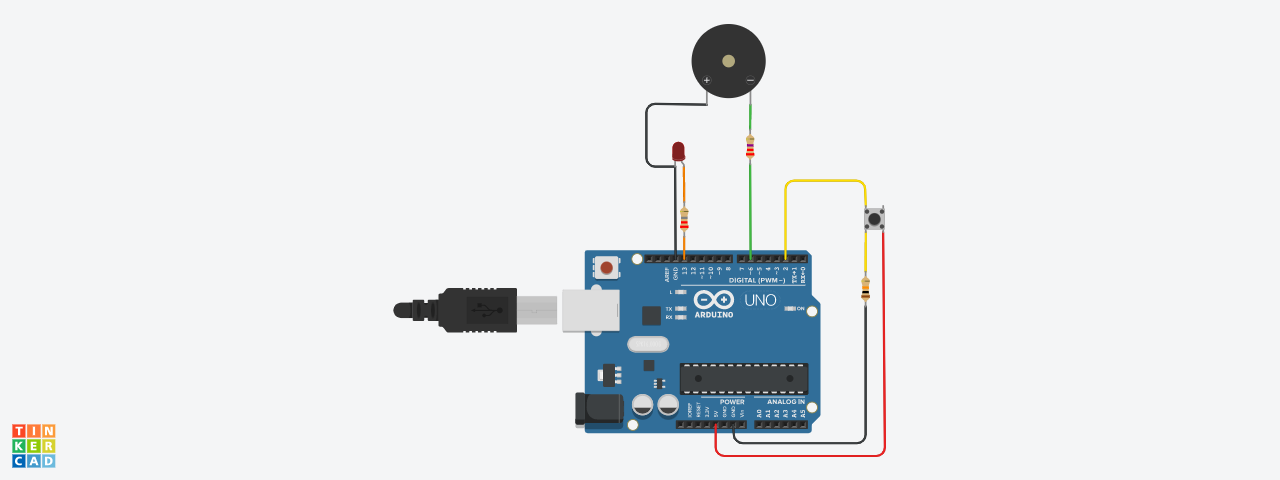 + −
AREF
GND
13
12
~11
~10
~9
8
7
~6
~5
4
~3
2
TX→1
RX←0
DIGITAL (PWM~)
L
TX
RX
ARDUINO
UNO
ON
POWER
ANALOG IN
IOREF
RESET
3.3V
5V
GND
GND
Vin
A0
A1
A2
A3
A4
A5
TIN
KER
CAD